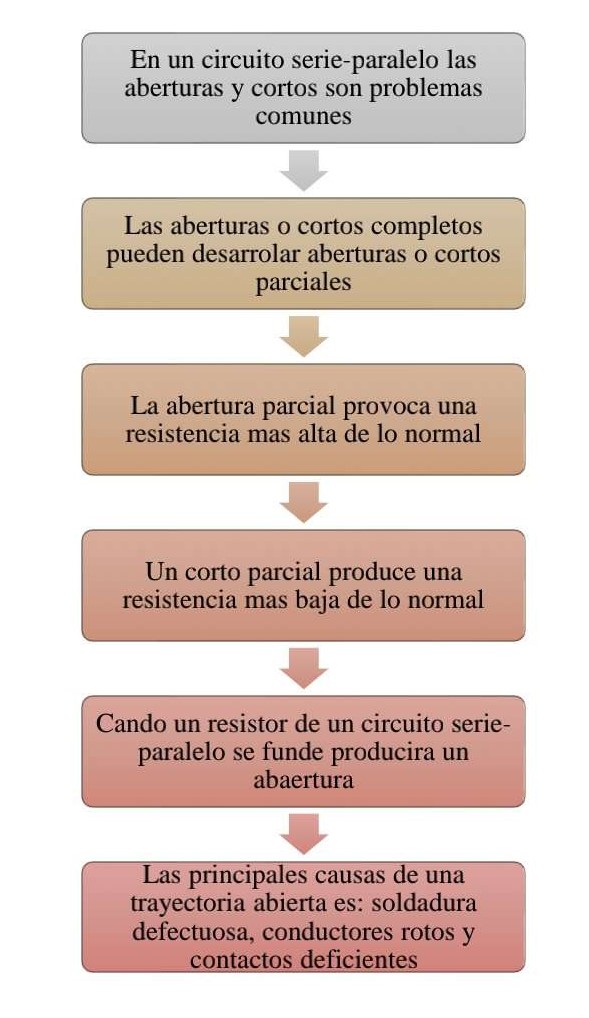 En un circuito serie-paralelo las
aberturas y cortos son problemas
comunes
Las aberturas o cortos completos
pueden desarrolar aberturas o cortos
parciales
La abertura parcial provoca una
resistencia mas alta de lo normal
Un corto parcial produce una
resistencia mas baja de lo normal
Cando un resistor de un circuito serie-
paralelo se funde producira un
abaertura
Las principales causas de una
trayectoria abierta es: soldadura
defectuosa, conductores rotos y
contactos deficientes